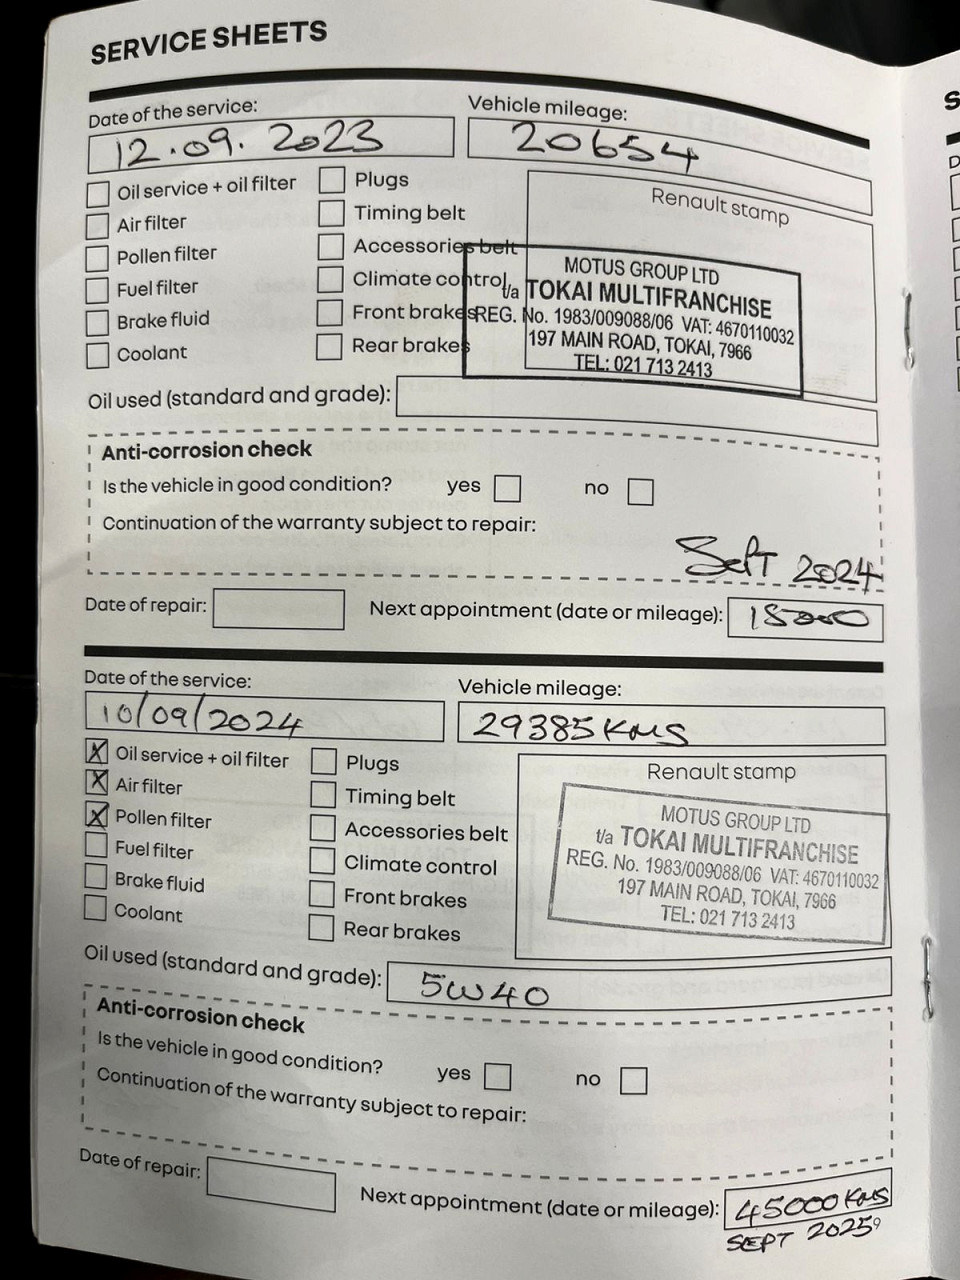 SERVICE SHEETS
Date of the service:
Vehicle mileage:
12.09.2023
20654
Oil service + oil filter
Plugs
Air filter
Timing belt
Pollen filter
Accessories belt
Fuel filter
Climate control
Brake fluid
Front brakes
Coolant
Rear brakes
Renault stamp
MOTUS GROUP LTD
t/a TOKAI MULTIFRANCHISE
REG. No. 1983/009088/06 VAT: 4670110032
197 MAIN ROAD, TOKAI, 7966
TEL: 021 713 2413
Oil used (standard and grade):
Anti-corrosion check
Is the vehicle in good condition? yes no
Continuation of the warranty subject to repair:
Sept 2024
Date of repair:
Next appointment (date or mileage): 15000
Date of the service:
Vehicle mileage:
10/09/2024
29385 KMS
X Oil service + oil filter
Plugs
X Air filter
Timing belt
X Pollen filter
Accessories belt
Fuel filter
Climate control
Brake fluid
Front brakes
Coolant
Rear brakes
Renault stamp
MOTUS GROUP LTD
t/a TOKAI MULTIFRANCHISE
REG. No. 1983/009088/06 VAT: 4670110032
197 MAIN ROAD, TOKAI, 7966
TEL: 021 713 2413
Oil used (standard and grade): 5W40
Anti-corrosion check
Is the vehicle in good condition? yes no
Continuation of the warranty subject to repair:
Date of repair:
Next appointment (date or mileage): 45000 KMS
SEPT 2025